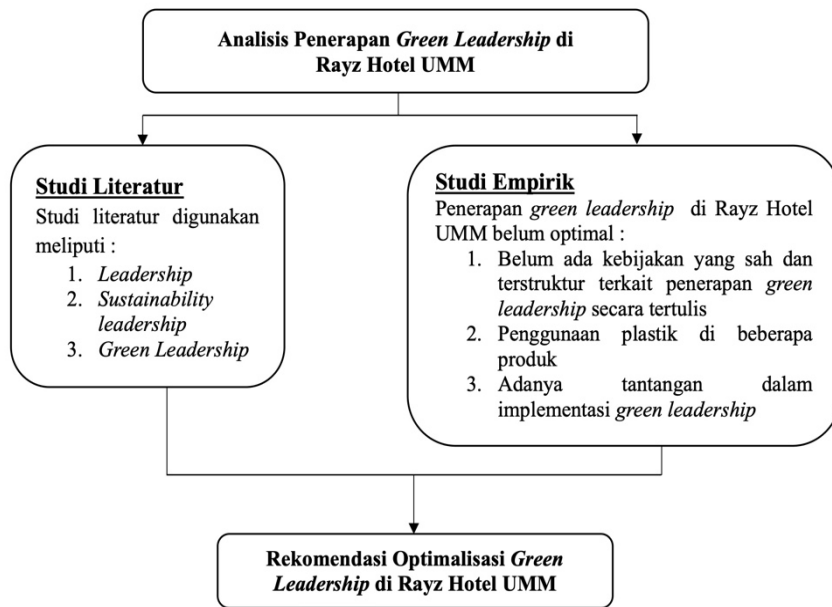 Analisis Penerapan Green Leadership di
Rayz Hotel UMM
Studi Literatur
Studi literatur digunakan
meliputi :
1. Leadership
2. Sustainability
leadership
3. Green Leadership
Studi Empirik
Penerapan green leadership di Rayz Hotel
UMM belum optimal :
1. Belum ada kebijakan yang sah dan
terstruktur terkait penerapan green
leadership secara tertulis
2. Penggunaan plastik di beberapa
produk
3. Adanya tantangan dalam
implementasi green leadership
Rekomendasi Optimalisasi Green
Leadership di Rayz Hotel UMM